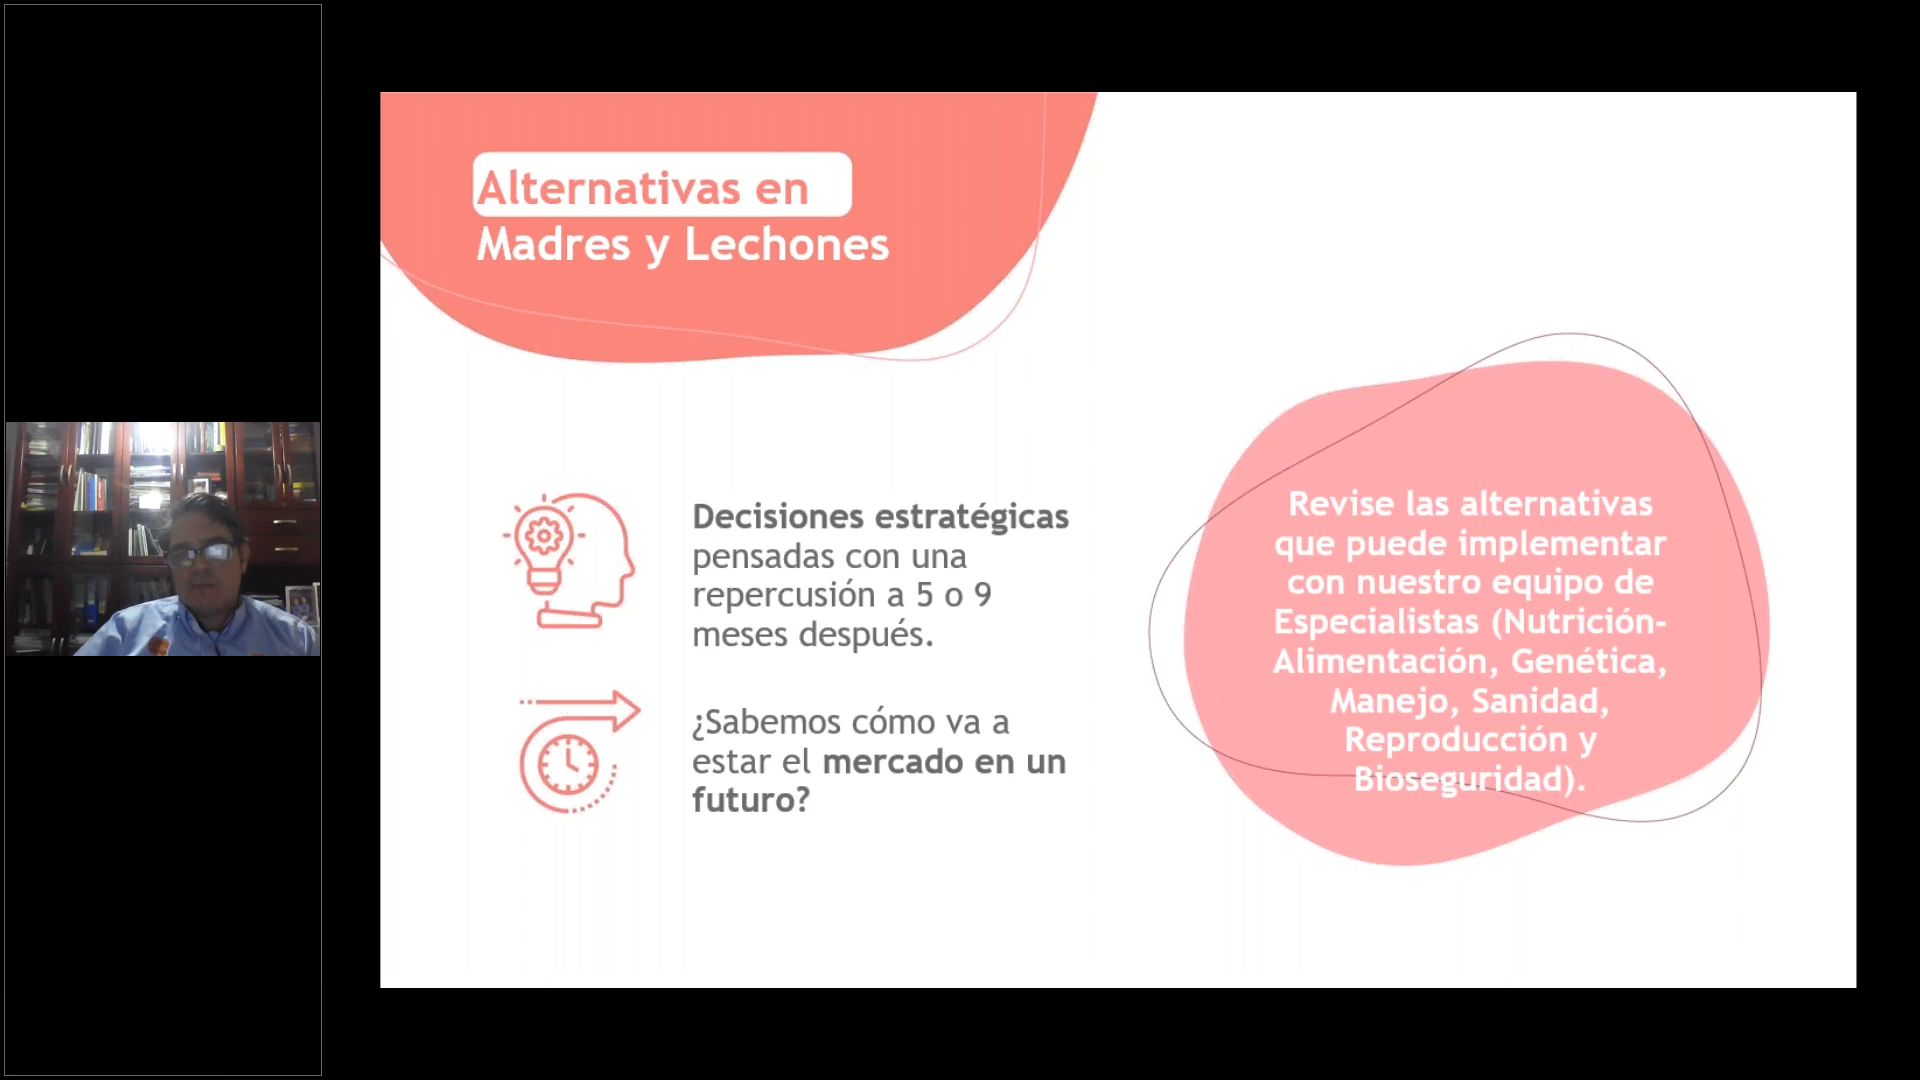 Alternativas en
Madres y Lechones
Decisiones estratégicas
pensadas con una
repercusión a 5 o 9
meses después.
¿Sabemos cómo va a
estar el mercado en un
futuro?
Revise las alternativas
que puede implementar
con nuestro equipo de
Especialistas (Nutrición-
Alimentación, Genética,
Manejo, Sanidad,
Reproducción y
Bioseguridad).